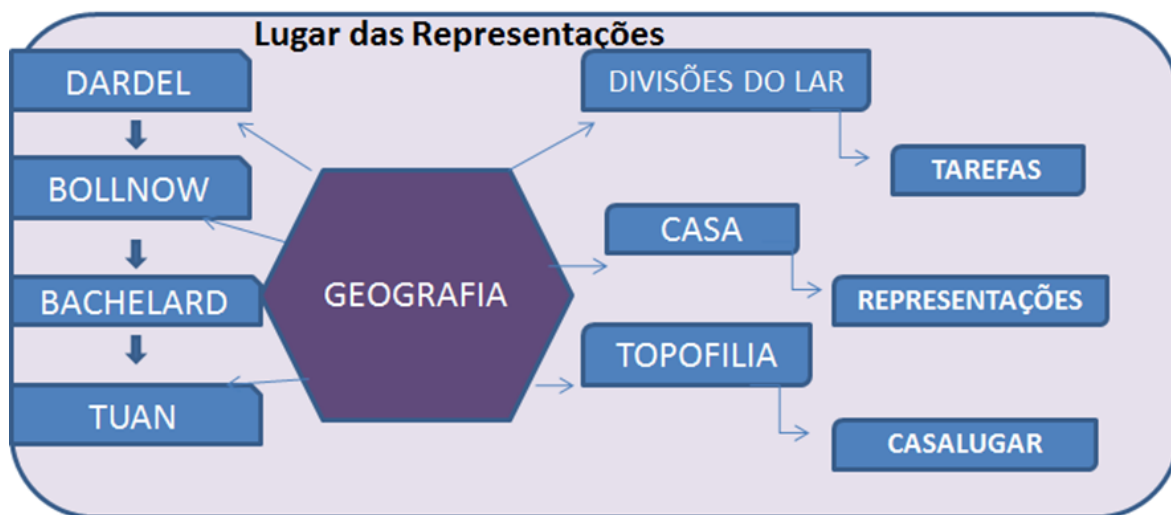 Lugar das Representações
DARDEL
BOLLNOW
BACHELARD
TUAN
GEOGRAFIA
DIVISÕES DO LAR
TAREFAS
CASA
REPRESENTAÇÕES
TOPOFILIA
CASALUGAR